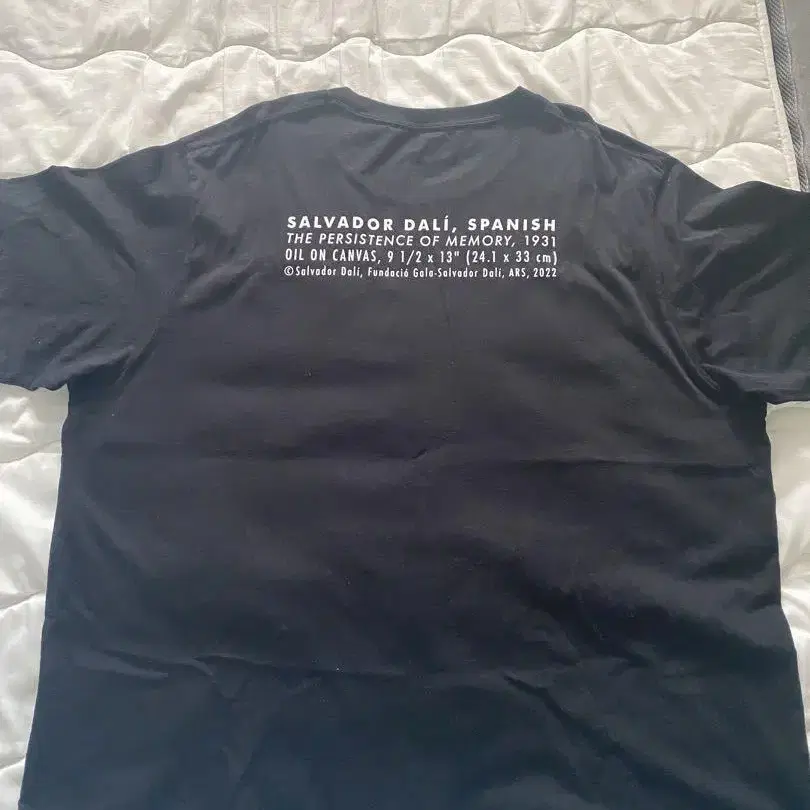 SALVADOR DALÍ, SPANISH
THE PERSISTENCE OF MEMORY, 1931
OIL ON CANVAS, 9 1/2 x 13" (24.1 x 33 cm)
©Salvador Dalí, Fundació Gala-Salvador Dalí, ARS, 2022